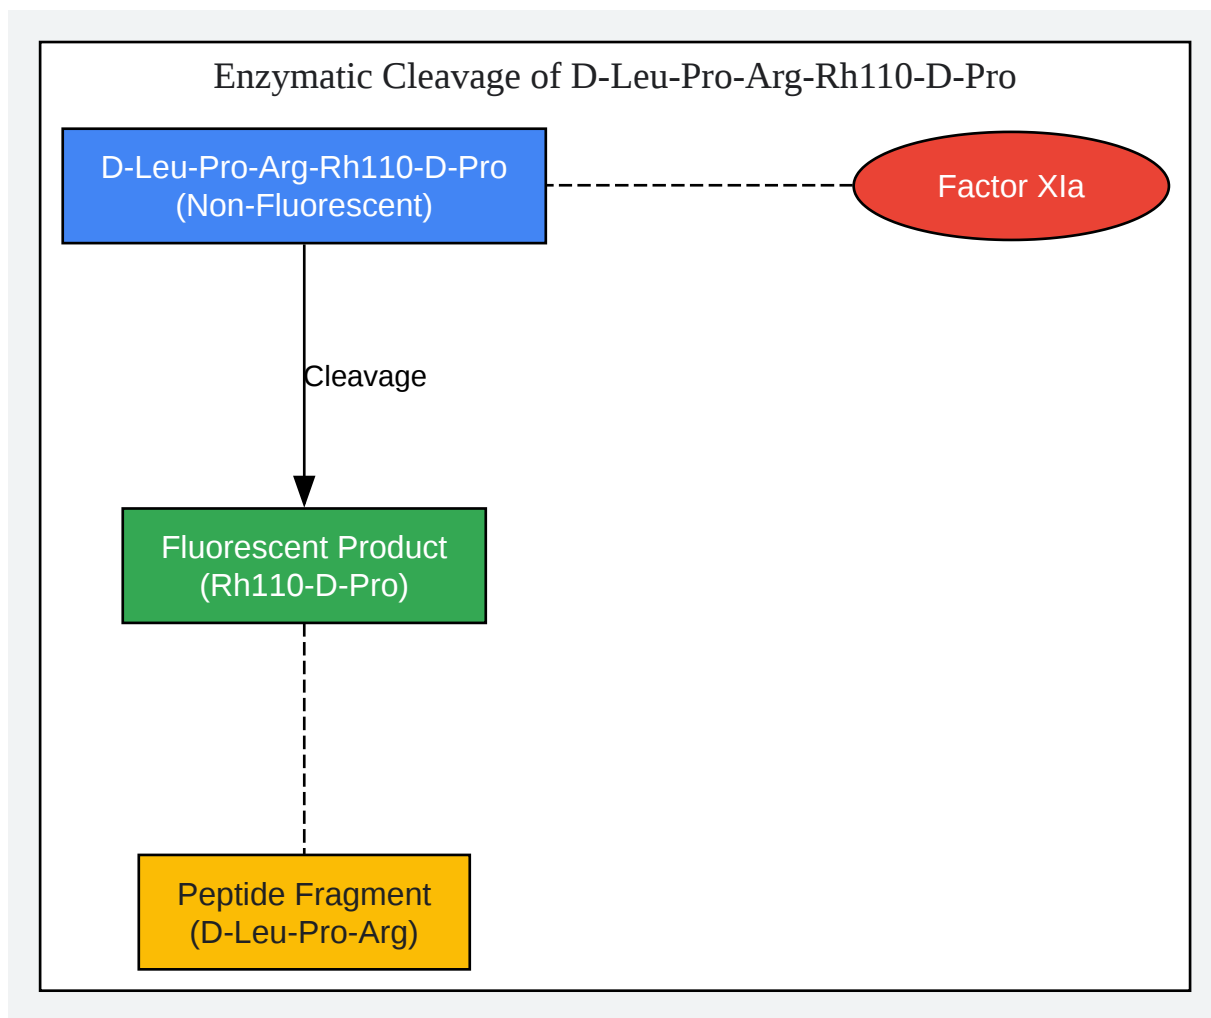 Enzymatic Cleavage of D-Leu-Pro-Arg-Rh110-D-Pro
D-Leu-Pro-Arg-Rh110-D-Pro
(Non-Fluorescent)
Factor XIa
Cleavage
Fluorescent Product
(Rh110-D-Pro)
Peptide Fragment
(D-Leu-Pro-Arg)